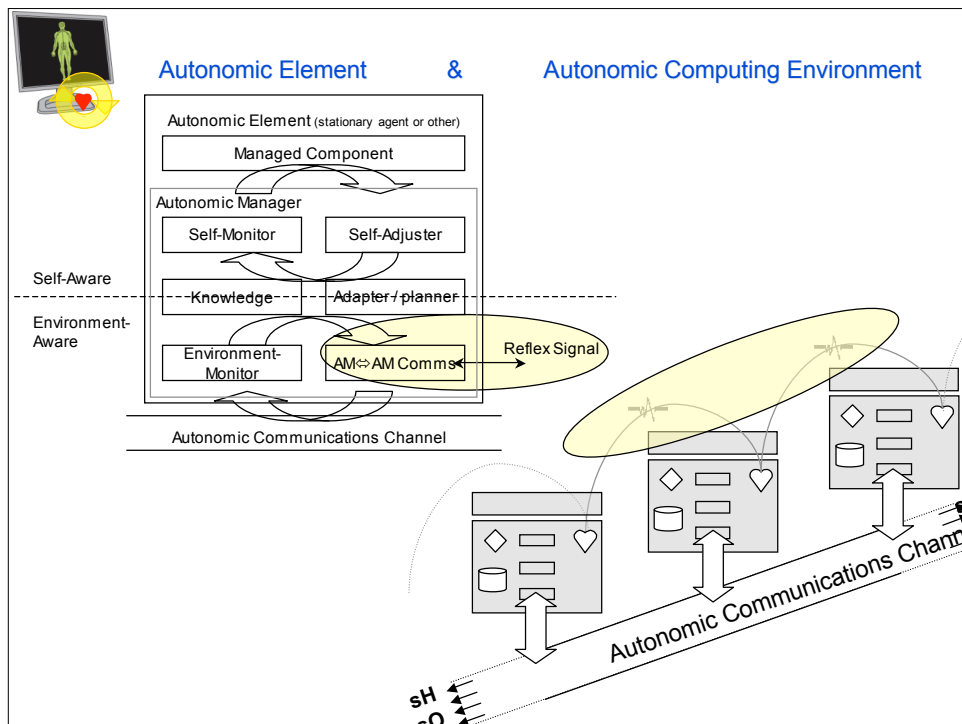 Autonomic Element & Autonomic Computing Environment
Autonomic Element (stationary agent or other)
Managed Component
Autonomic Manager
Self-Monitor Self-Adjuster
Self-Aware
Knowledge Adapter / planner
Environment-
Aware
Environment-
Monitor
AM⇔AM Comms
Reflex Signal
Autonomic Communications Channel
Autonomic Communications Chann
sH